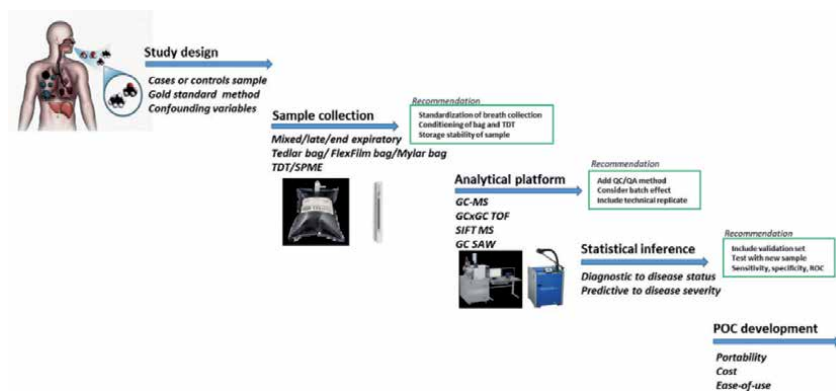 Study design
Cases or controls sample
Gold standard method
Confounding variables
Sample collection
Mixed/late/end expiratory
Tedlar bag/ FlexFilm bag/Mylar bag
TDT/SPME
Recommendation
Standardization of breath collection
Conditioning of bag and TDT
Storage stability of sample
Analytical platform
GC-MS
GCxGC TOF
SIFT MS
GC SAW
Recommendation
Add QC/QA method
Consider batch effect
Include technical replicate
Statistical inference
Diagnostic to disease status
Predictive to disease severity
Recommendation
Include validation set
Test with new sample
Sensitivity, specificity, ROC
POC development
Portability
Cost
Ease-of-use